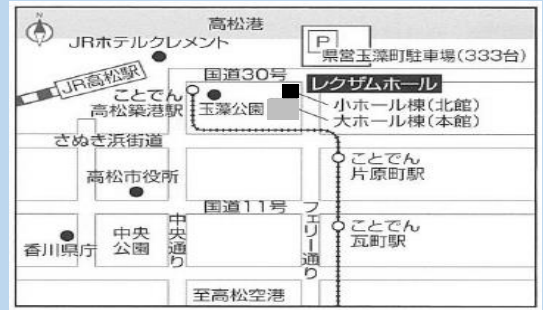 高松港
JRホテルクレメント
P
県営玉藻町駐車場(333台)
JR高松駅
国道30号
レクザムホール
ことでん
高松築港駅
玉藻公園
小ホール棟(北館)
大ホール棟(本館)
さぬき浜街道
ことでん
片原町駅
高松市役所
国道11号
フェリー通り
中央
公園
中央通り
ことでん
瓦町駅
香川県庁
至高松空港